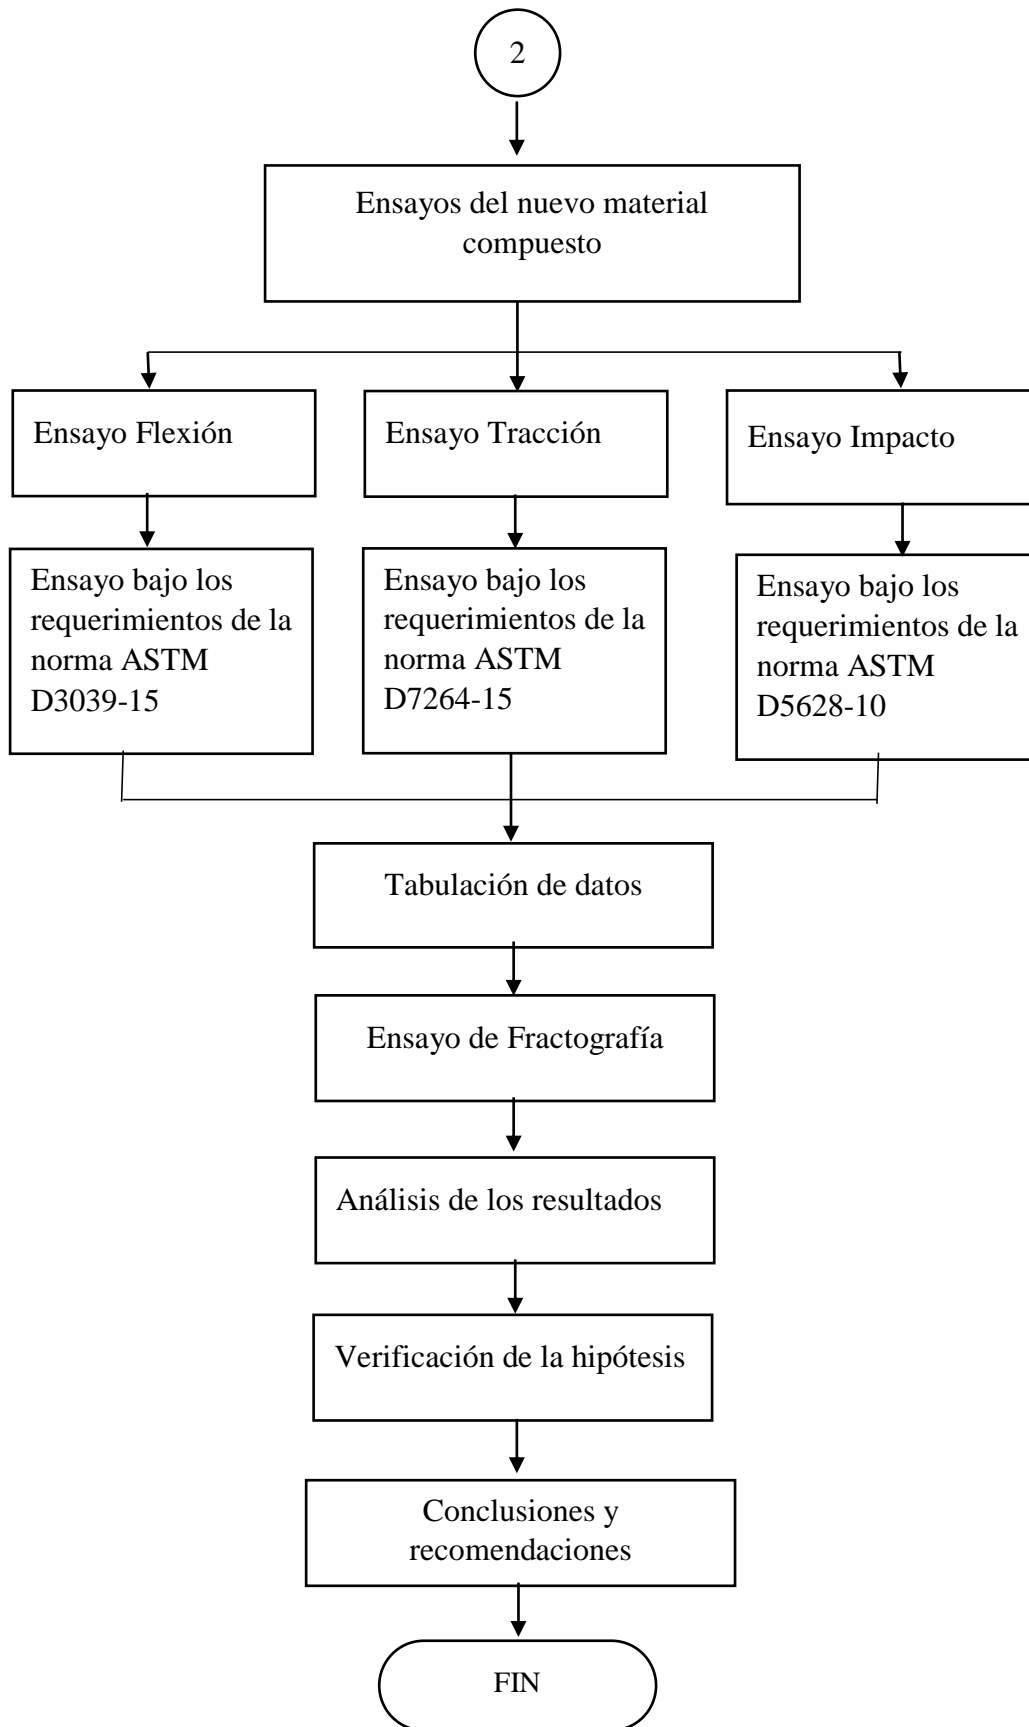 2
Ensayos del nuevo material
compuesto
Ensayo Flexión
Ensayo Tracción
Ensayo Impacto
Ensayo bajo los
requerimientos de la
norma ASTM
D3039-15
Ensayo bajo los
requerimientos de la
norma ASTM
D7264-15
Ensayo bajo los
requerimientos de la
norma ASTM
D5628-10
Tabulación de datos
Ensayo de Fractografía
Análisis de los resultados
Verificación de la hipótesis
Conclusiones y
recomendaciones
FIN